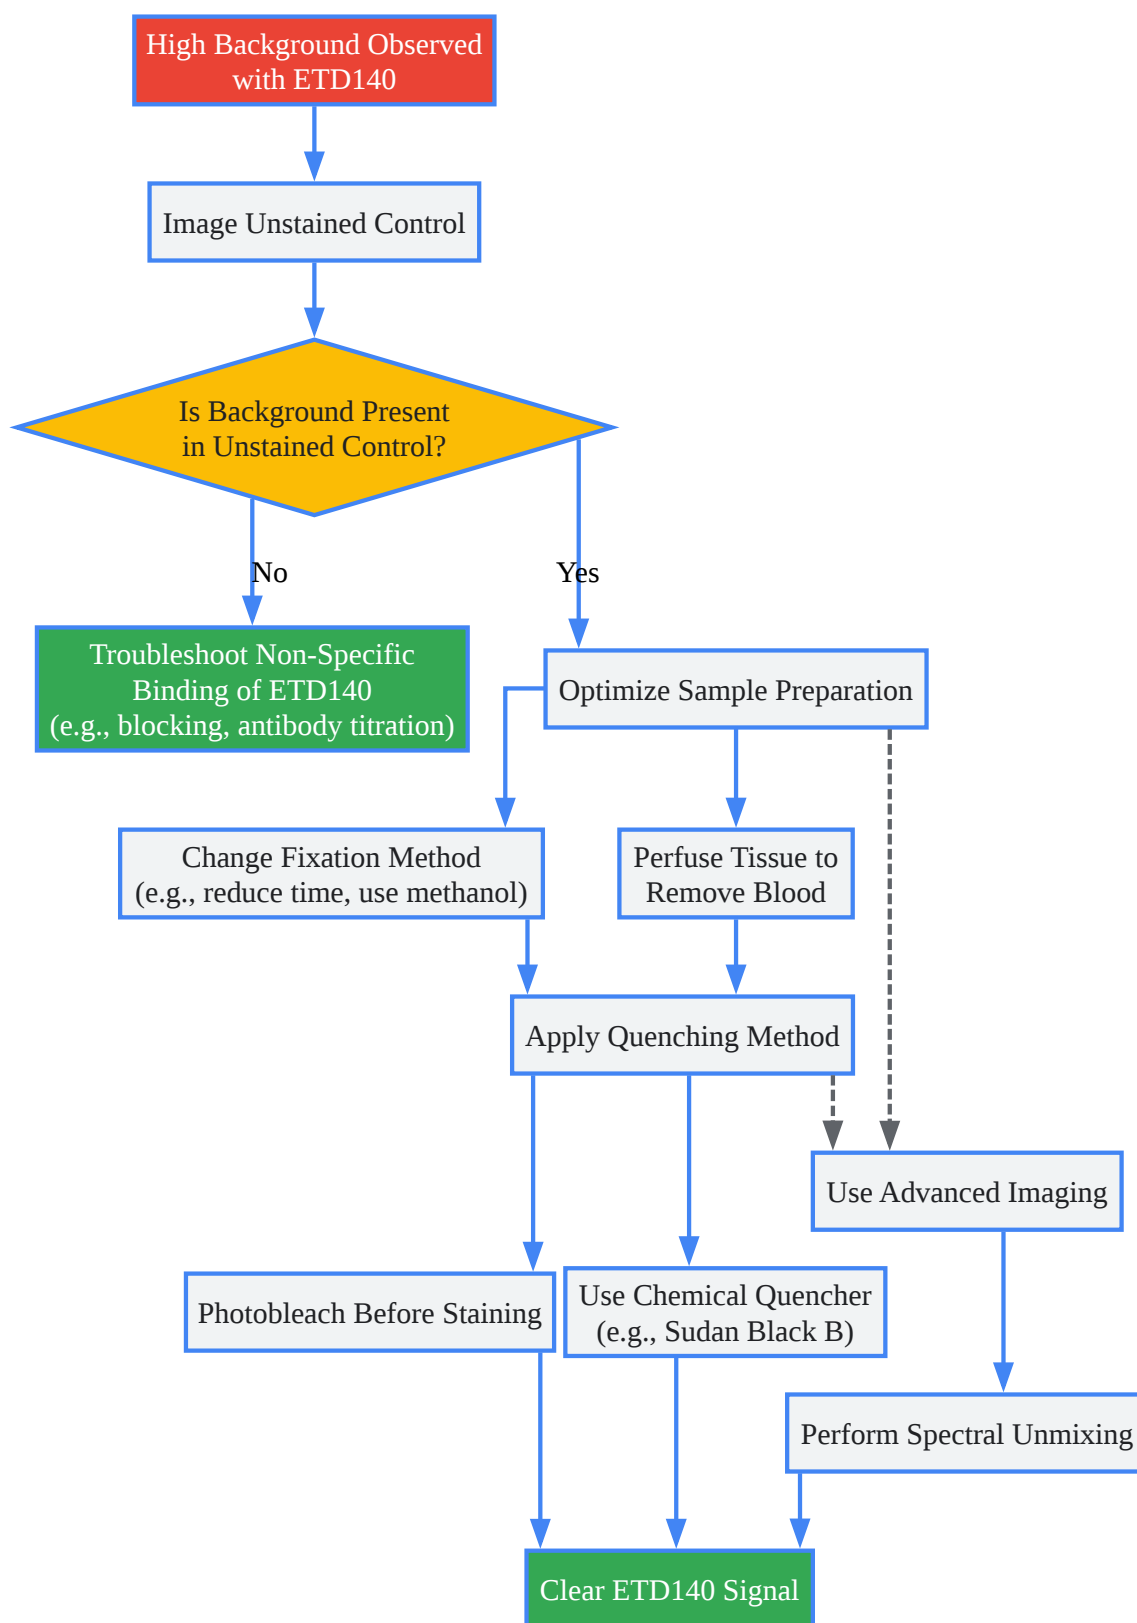 High Background Observed
with ETD140
Image Unstained Control
Is Background Present
in Unstained Control?
No
Yes
Troubleshoot Non-Specific
Binding of ETD140
(e.g., blocking, antibody titration)
Optimize Sample Preparation
Change Fixation Method
(e.g., reduce time, use methanol)
Perfuse Tissue to
Remove Blood
Apply Quenching Method
Use Advanced Imaging
Photobleach Before Staining
Use Chemical Quencher
(e.g., Sudan Black B)
Perform Spectral Unmixing
Clear ETD140 Signal